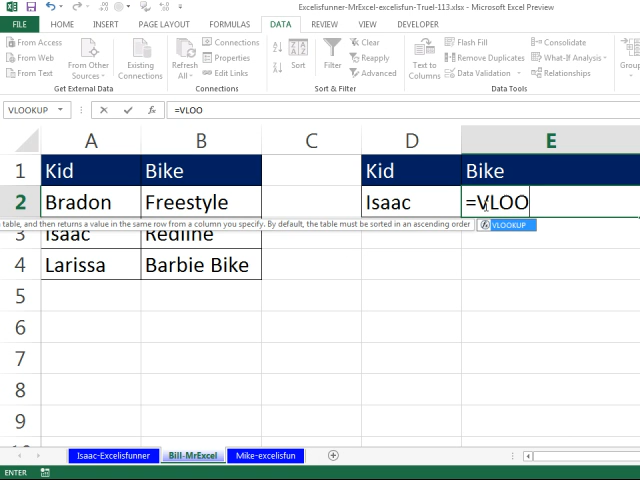 Excelisfunner-MrExcel-excelisfun-Truel-113.xlsx - Microsoft Excel Preview
FILE HOME INSERT PAGE LAYOUT FORMULAS DATA REVIEW VIEW DEVELOPER
From Access
From Web
From Text
From Other Sources
Existing Connections
Get External Data
Refresh All
Connections
Properties
Edit Links
Connections
Sort
Filter
Clear
Reapply
Advanced
Sort & Filter
Text to Columns
Flash Fill
Remove Duplicates
Data Validation
Consolidate
What-If Analysis
Relationships
Data Tools
Group
VLOOKUP =VLOO
A B C D E
1 Kid Bike Kid Bike
2 Bradon Freestyle Isaac =VLOO
table, and then returns a value in the same row from a column you specify. By default, the table must be sorted in an ascending order VLOOKUP
3 Isaac Redline
4 Larissa Barbie Bike
5
6
7
8
9
Isaac-Excelisfunner Bill-MrExcel Mike-excelisfun
ENTER